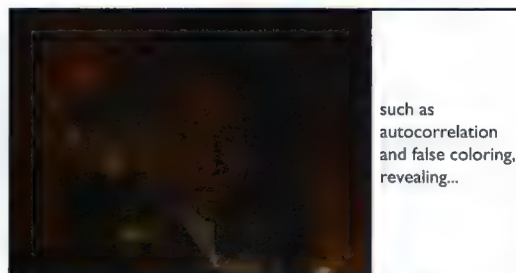 such as
autocorrelation
and false coloring,
revealing...